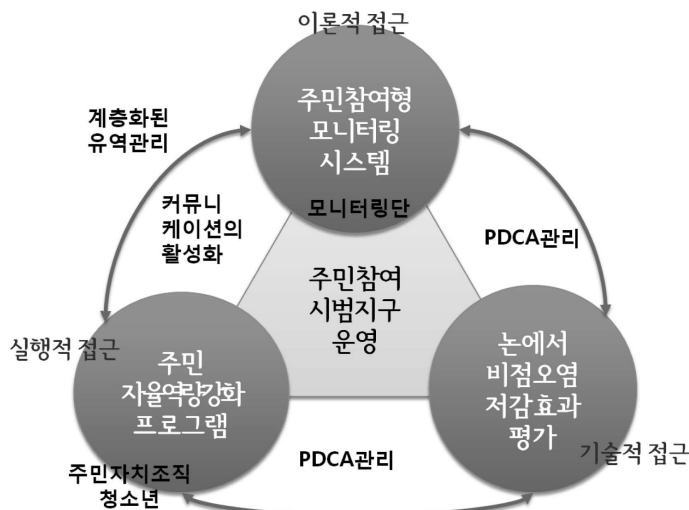 이론적 접근
주민참여형
모니터링
시스템
모니터링단
계층화된
유역관리
커뮤니
케이션의
활성화
PDCA관리
주민참여
시범지구
운영
실행적 접근
주민
자율역량강화
프로그램
주민자치조직
청소년
논에서
비점오염
저감효과
평가
기술적 접근
PDCA관리